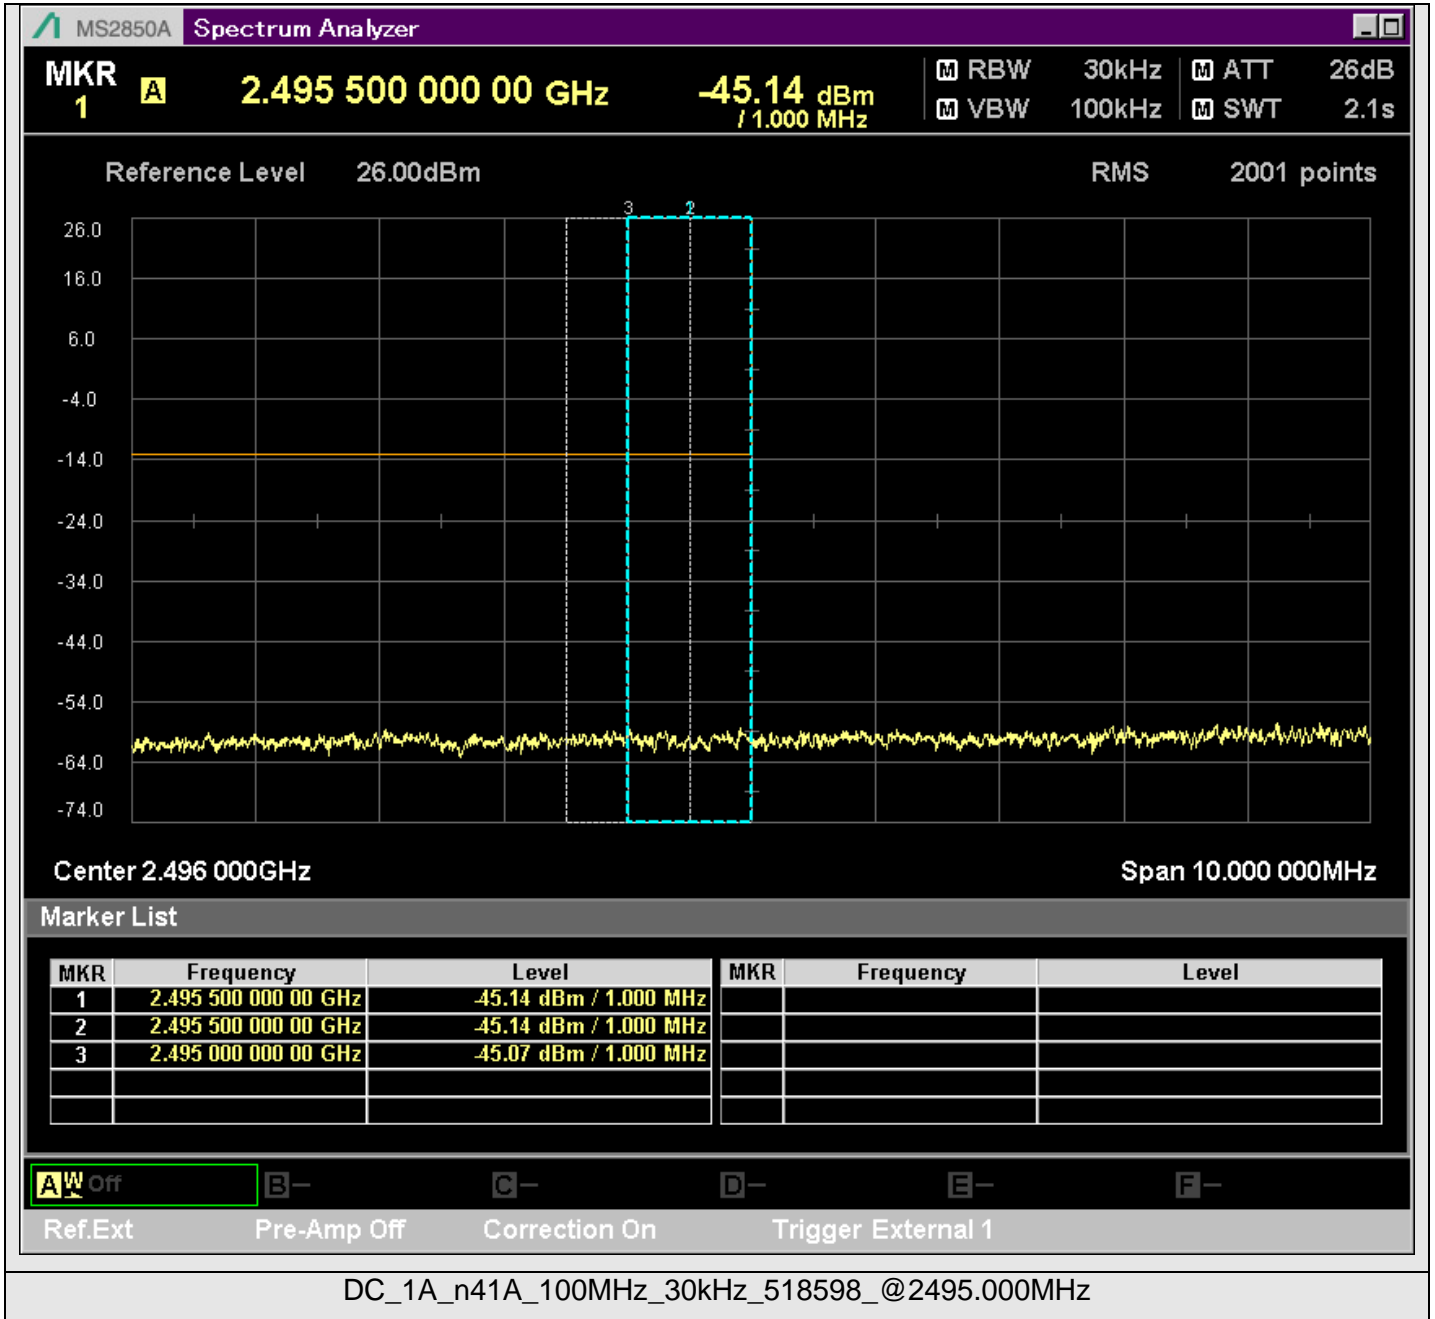 MS2850A Spectrum Analyzer
MKR 1 A 2.495 500 000 00 GHz -45.14 dBm / 1.000 MHz
M RBW 30kHz M ATT 26dB
M VBW 100kHz M SWT 2.1s
Reference Level 26.00dBm RMS 2001 points
3 2
26.0
16.0
6.0
-4.0
-14.0
-24.0
-34.0
-44.0
-54.0
-64.0
-74.0
Center 2.496 000GHz Span 10.000 000MHz
Marker List
MKR Frequency Level MKR Frequency Level
1 2.495 500 000 00 GHz -45.14 dBm / 1.000 MHz
2 2.495 500 000 00 GHz -45.14 dBm / 1.000 MHz
3 2.495 000 000 00 GHz -45.07 dBm / 1.000 MHz
A W Off B— C— D— E— F—
Ref.Ext Pre-Amp Off Correction On Trigger External 1
DC_1A_n41A_100MHz_30kHz_518598_@2495.000MHz